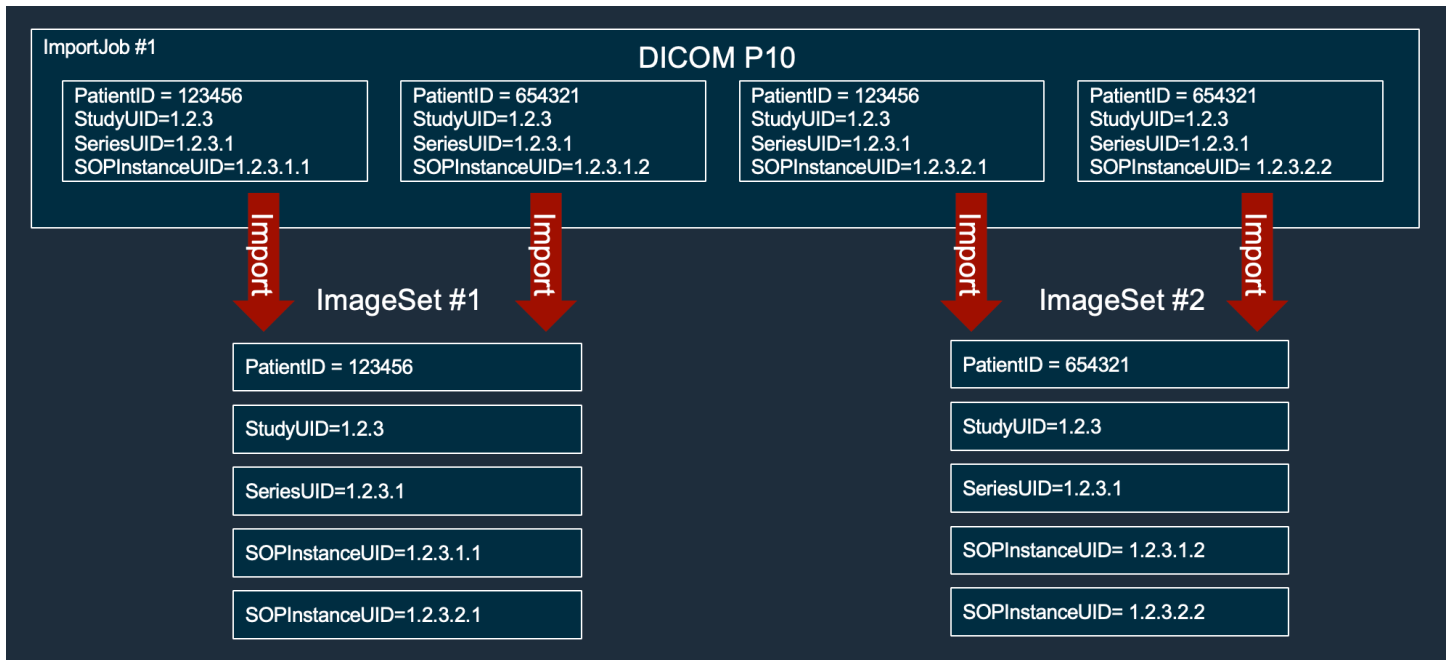 ImportJob #1
DICOM P10
PatientID = 123456
StudyUID=1.2.3
SeriesUID=1.2.3.1
SOPInstanceUID=1.2.3.1.1
PatientID = 654321
StudyUID=1.2.3
SeriesUID=1.2.3.1
SOPInstanceUID=1.2.3.1.2
PatientID = 123456
StudyUID=1.2.3
SeriesUID=1.2.3.1
SOPInstanceUID=1.2.3.2.1
PatientID = 654321
StudyUID=1.2.3
SeriesUID=1.2.3.1
SOPInstanceUID= 1.2.3.2.2
Import
Import
Import
Import
ImageSet #1
PatientID = 123456
StudyUID=1.2.3
SeriesUID=1.2.3.1
SOPInstanceUID=1.2.3.1.1
SOPInstanceUID=1.2.3.2.1
ImageSet #2
PatientID = 654321
StudyUID=1.2.3
SeriesUID=1.2.3.1
SOPInstanceUID= 1.2.3.1.2
SOPInstanceUID= 1.2.3.2.2